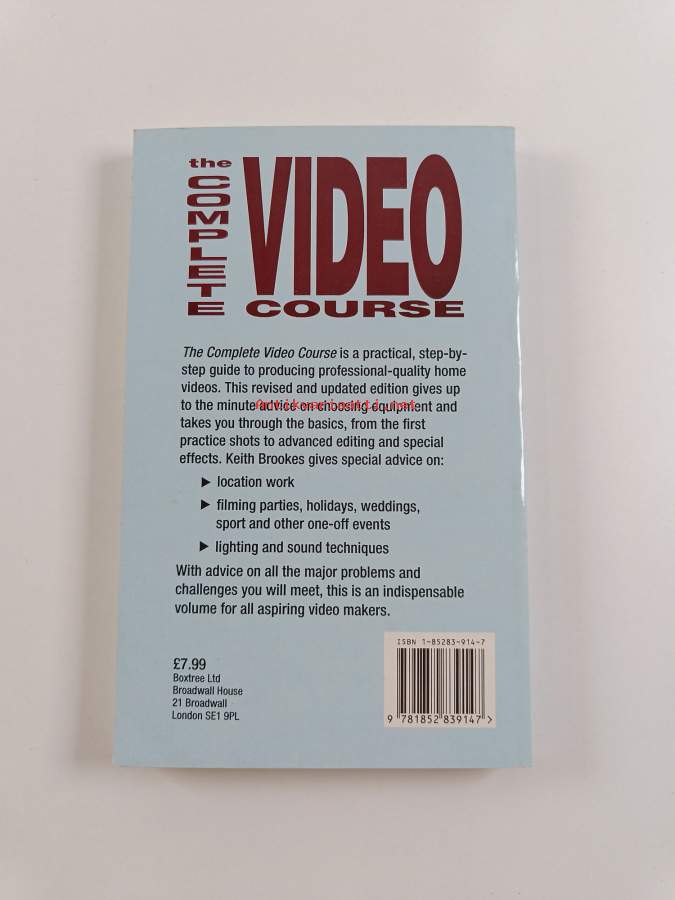 the
COMPLETE
VIDEO
COURSE
The Complete Video Course is a practical, step-by-
step guide to producing professional-quality home
videos. This revised and updated edition gives up
to the minute advice on choosing equipment and
Antikvariaatti.net
takes you through the basics, from the first
practice shots to advanced editing and special
effects. Keith Brookes gives special advice on:
▶ location work
▶ filming parties, holidays, weddings,
sport and other one-off events
▶ lighting and sound techniques
With advice on all the major problems and
challenges you will meet, this is an indispensable
volume for all aspiring video makers.
£7.99
Boxtree Ltd
Broadwall House
21 Broadwall
London SE1 9PL
ISBN 1-85283-914-7
9 781852 839147 >